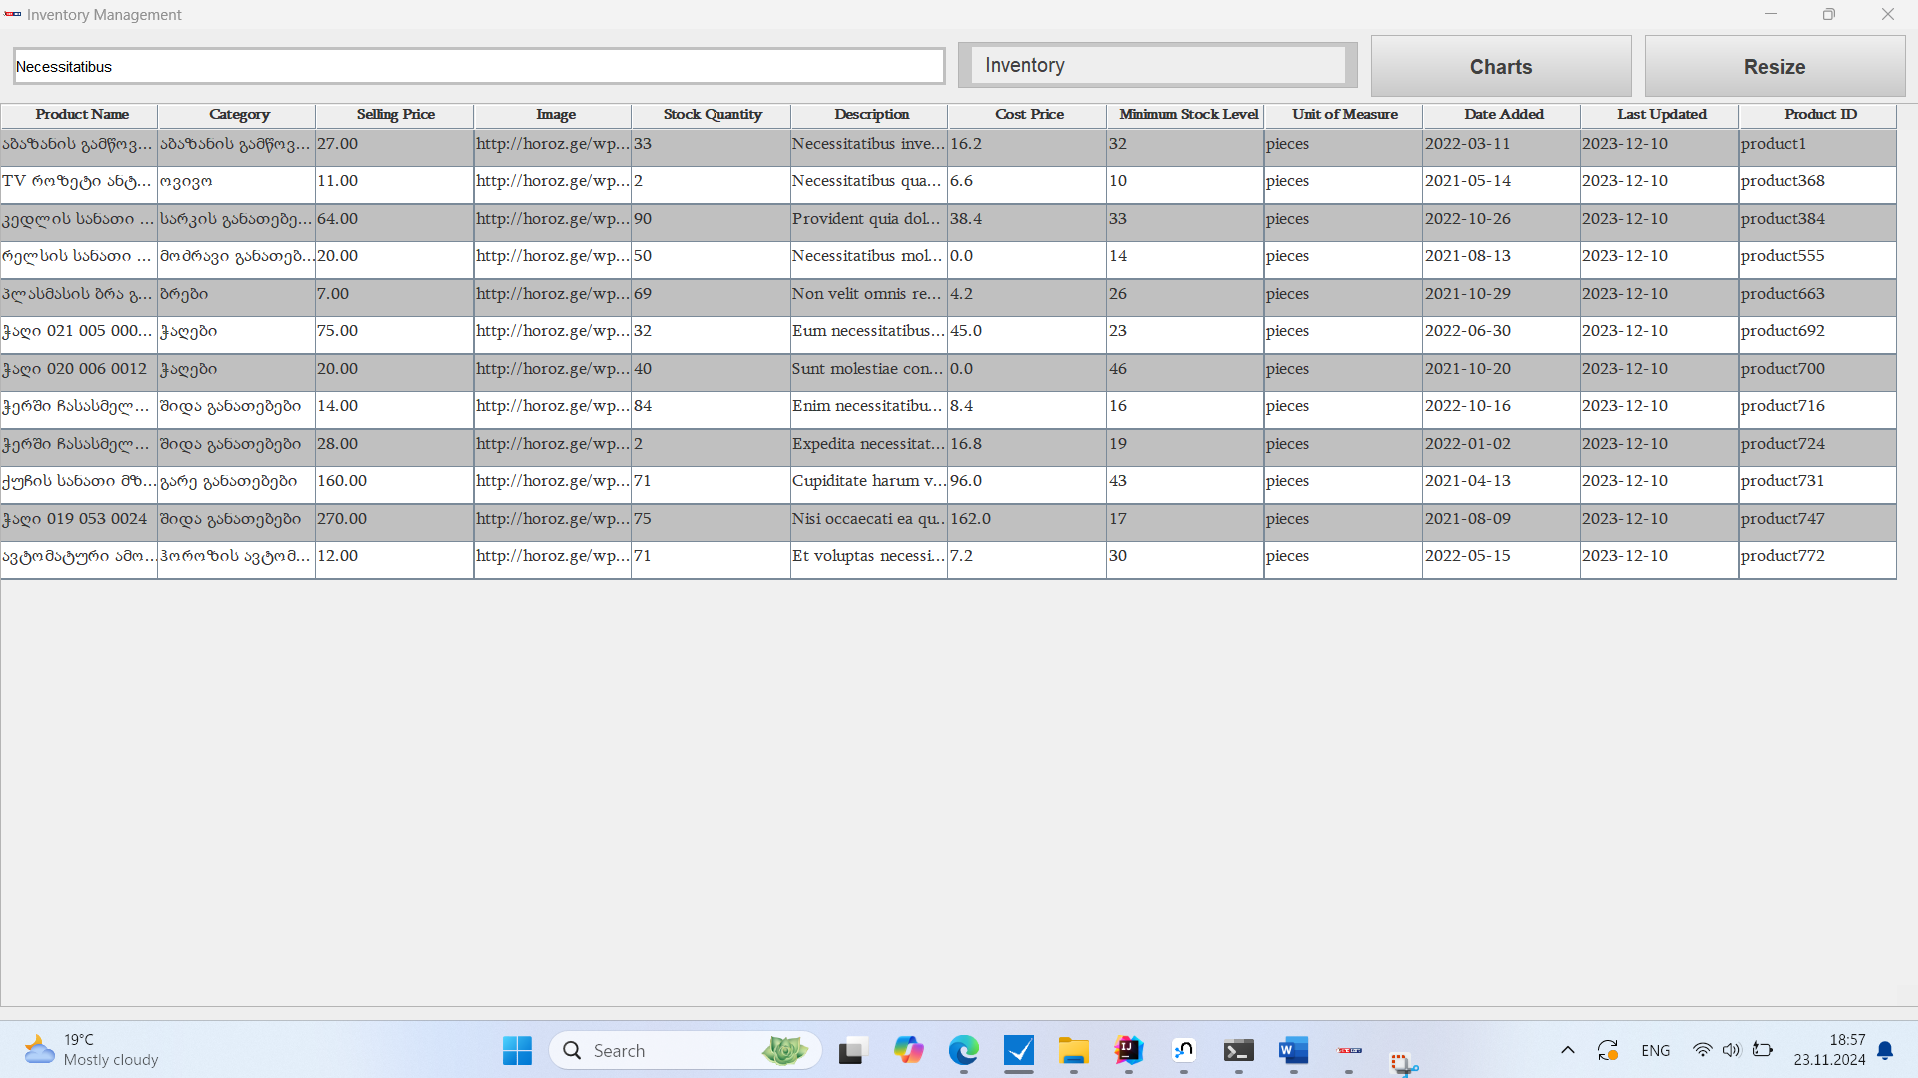 Inventory Management
Necessitatibus Inventory Charts Resize
Product Name Category Selling Price Image Stock Quantity Description Cost Price Minimum Stock Level Unit of Measure Date Added Last Updated Product ID
აბაზანის გამწოვ... აბაზანის გამწოვ... 27.00 http://horoz.ge/wp... 33 Necessitatibus inve... 16.2 32 pieces 2022-03-11 2023-12-10 product1
TV როზეტი ანტ... ოვივო 11.00 http://horoz.ge/wp... 2 Necessitatibus qua... 6.6 10 pieces 2021-05-14 2023-12-10 product368
კედლის სანათი ... სარკის განათებე... 64.00 http://horoz.ge/wp... 90 Provident quia dol... 38.4 33 pieces 2022-10-26 2023-12-10 product384
რელსის სანათი ... მოძრავი განათებ... 20.00 http://horoz.ge/wp... 50 Necessitatibus mol... 0.0 14 pieces 2021-08-13 2023-12-10 product555
პლასმასის ბრა გ... ბრები 7.00 http://horoz.ge/wp... 69 Non velit omnis re... 4.2 26 pieces 2021-10-29 2023-12-10 product663
ჭაღი 021 005 000... ჭაღები 75.00 http://horoz.ge/wp... 32 Eum necessitatibus... 45.0 23 pieces 2022-06-30 2023-12-10 product692
ჭაღი 020 006 0012 ჭაღები 20.00 http://horoz.ge/wp... 40 Sunt molestiae con... 0.0 46 pieces 2021-10-20 2023-12-10 product700
ჭერში ჩასასმელ... შიდა განათებები 14.00 http://horoz.ge/wp... 84 Enim necessitatibu... 8.4 16 pieces 2022-10-16 2023-12-10 product716
ჭერში ჩასასმელ... შიდა განათებები 28.00 http://horoz.ge/wp... 2 Expedita necessitat... 16.8 19 pieces 2022-01-02 2023-12-10 product724
ქუჩის სანათი მზ... გარე განათებები 160.00 http://horoz.ge/wp... 71 Cupiditate harum v... 96.0 43 pieces 2021-04-13 2023-12-10 product731
ჭაღი 019 053 0024 შიდა განათებები 270.00 http://horoz.ge/wp... 75 Nisi occaecati ea qu... 162.0 17 pieces 2021-08-09 2023-12-10 product747
ავტომატური ამო... ჰოროზის ავტომ... 12.00 http://horoz.ge/wp... 71 Et voluptas necessi... 7.2 30 pieces 2022-05-15 2023-12-10 product772
19°C
Mostly cloudy
Search
ENG
18:57
23.11.2024